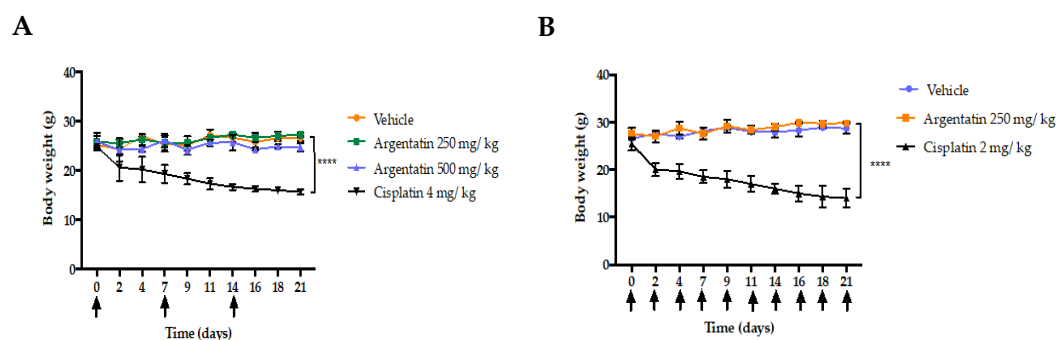 A
Body weight (g)
40
30
20
10
0
0 2 4 7 9 11 14 16 18 21
Time (days)
Vehicle
Argentatin 250 mg/ kg
Argentatin 500 mg/ kg
Cisplatin 4 mg/ kg
****
B
Body weight (g)
40
30
20
10
0
0 2 4 7 9 11 14 16 18 21
Time (days)
Vehicle
Argentatin 250 mg/ kg
Cisplatin 2 mg/ kg
****